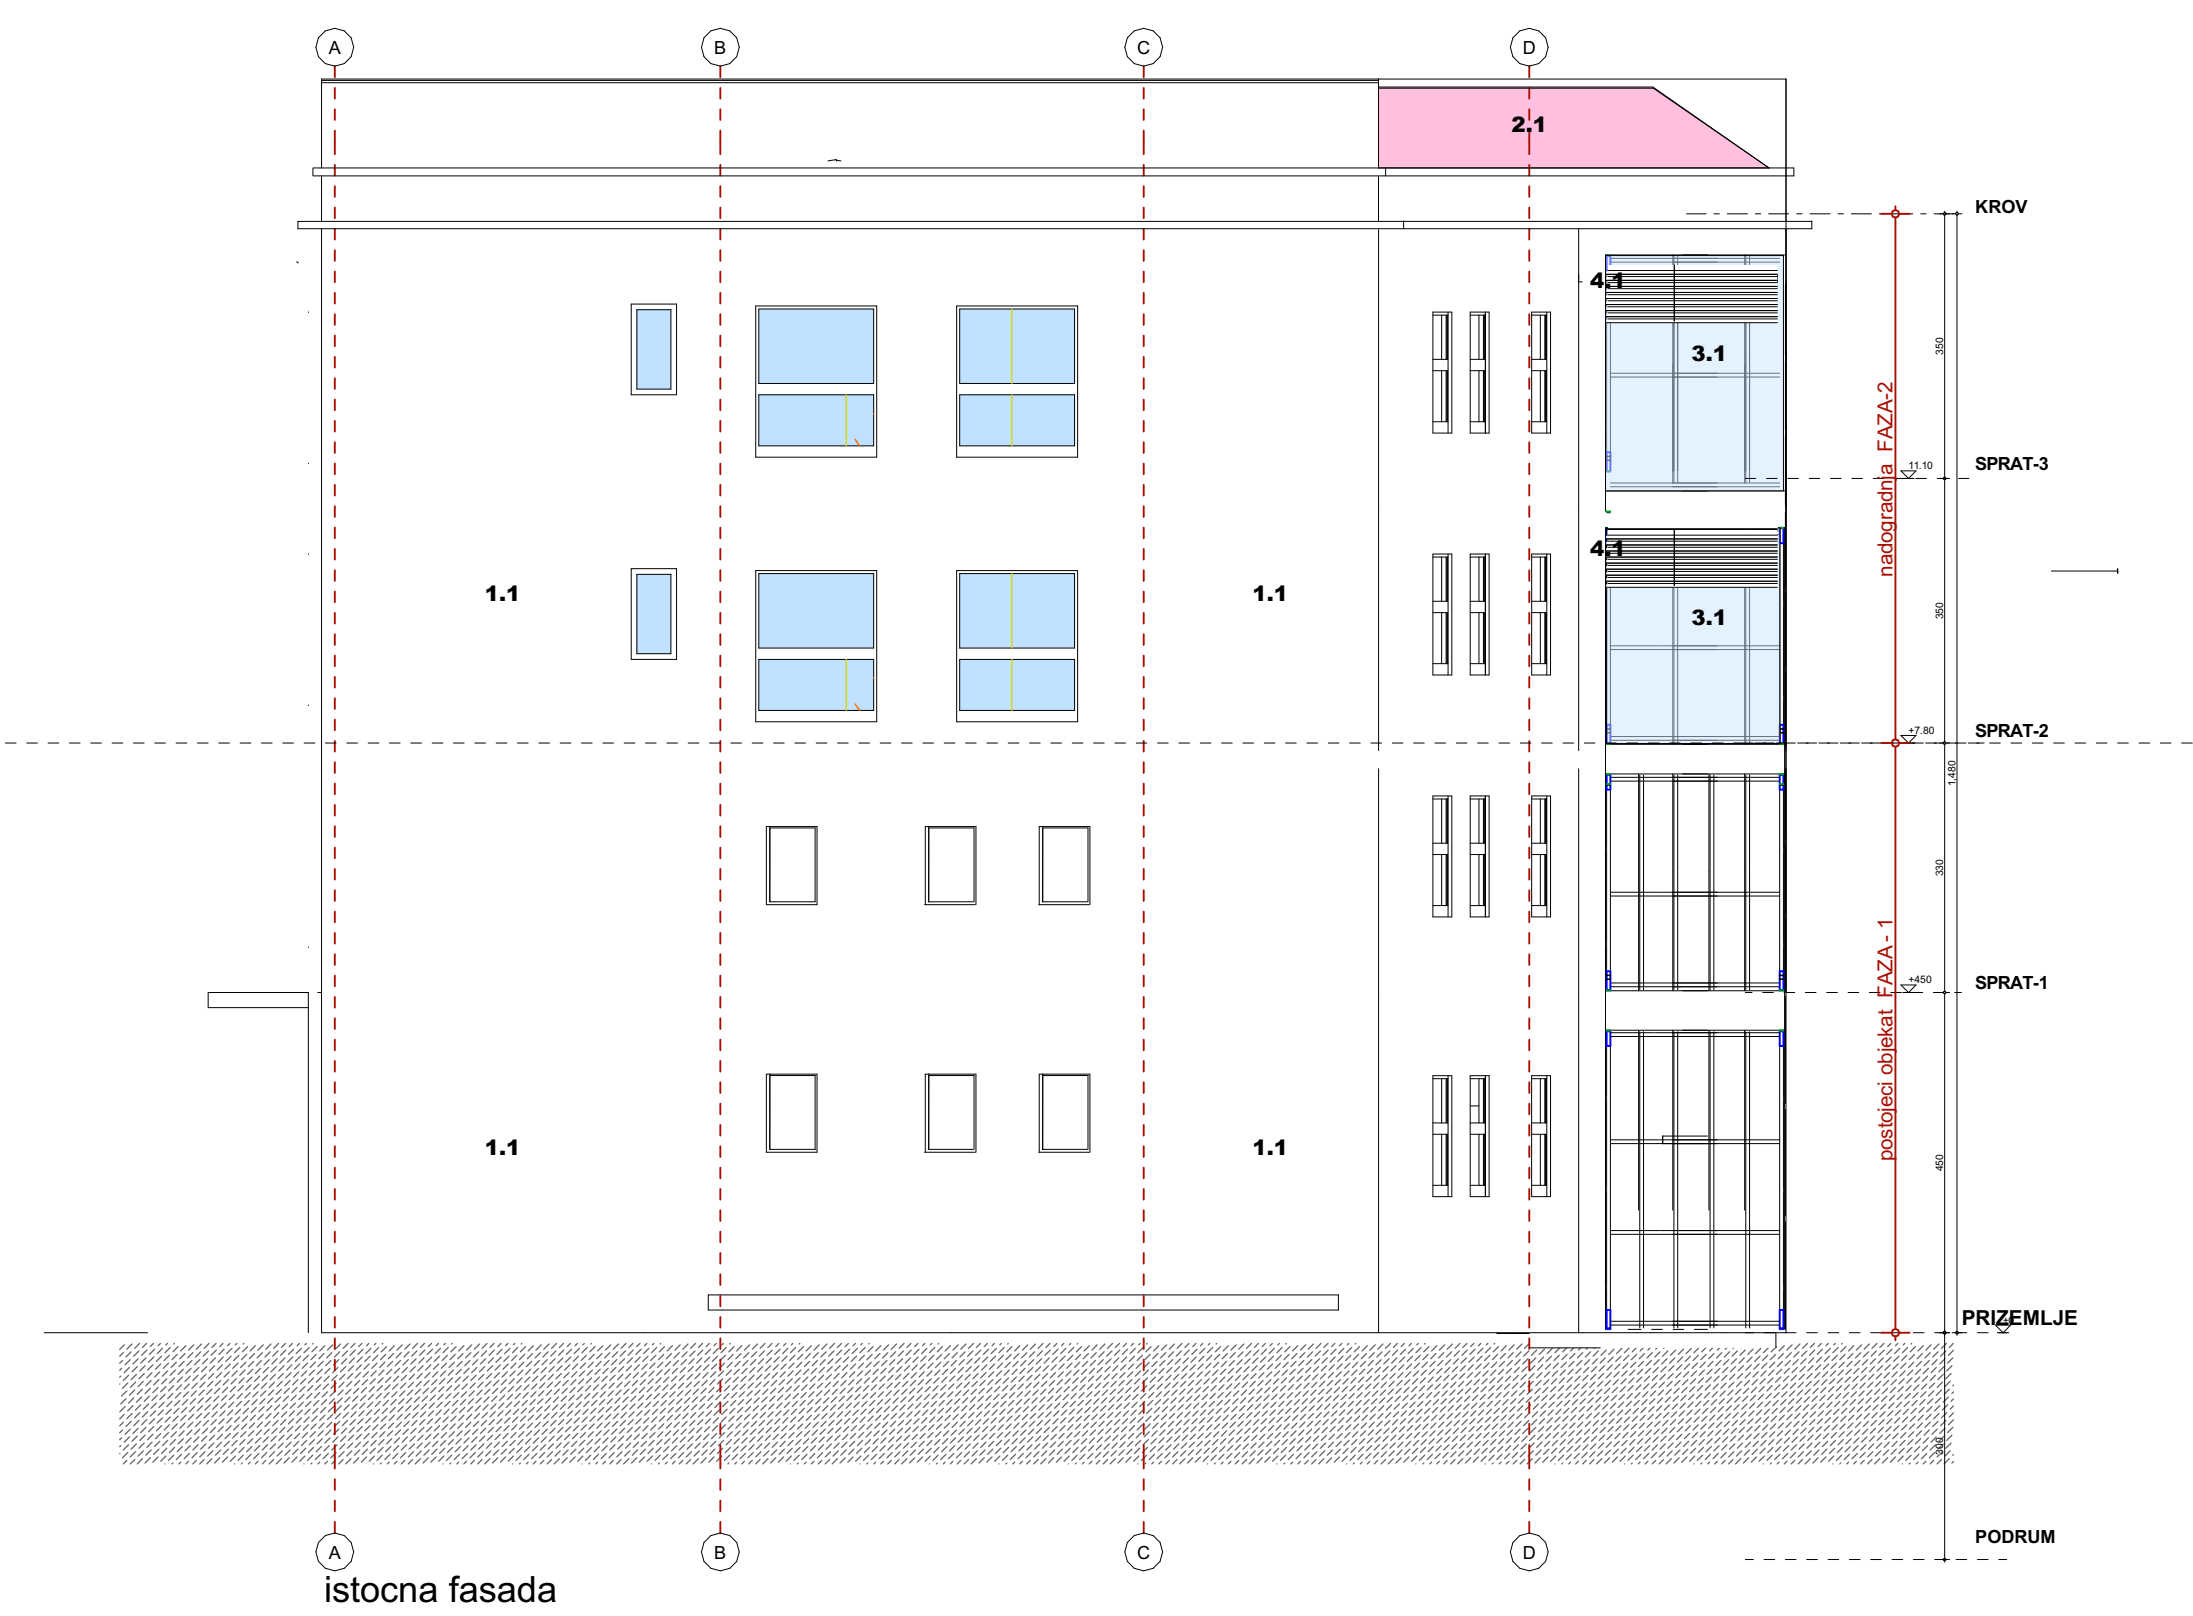 A
B
C
D
2.1
KROV
4.1
3.1
350
nadogradnja FAZA-2
11.10
SPRAT-3
4.1
1.1
1.1
3.1
350
+7.80
SPRAT-2
1.480
330
postojeci objekat FAZA - 1
+450
SPRAT-1
1.1
1.1
450
PRIZEMLJE
300
PODRUM
A
B
C
D
istocna fasada